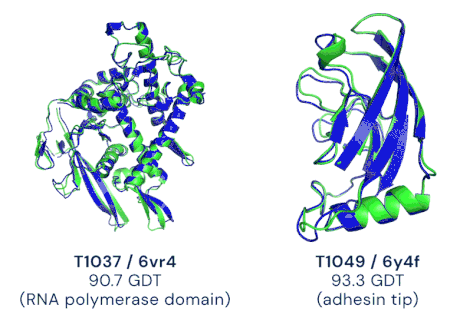 T1037 / 6vr4
90.7 GDT
(RNA polymerase domain)
T1049 / 6y4f
93.3 GDT
(adhesin tip)